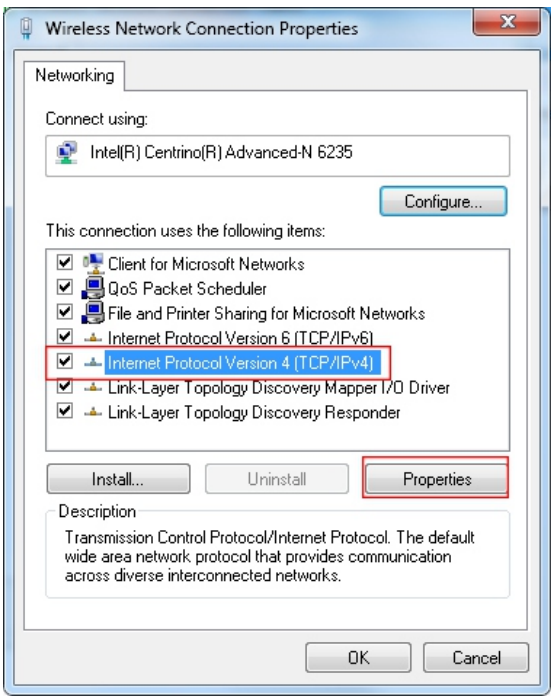 Wireless Network Connection Properties
Networking
Connect using:
Intel(R) Centrino(R) Advanced-N 6235
Configure...
This connection uses the following items:
Client for Microsoft Networks
QoS Packet Scheduler
File and Printer Sharing for Microsoft Networks
Internet Protocol Version 6 (TCP/IPv6)
Internet Protocol Version 4 (TCP/IPv4)
Link-Layer Topology Discovery Mapper I/O Driver
Link-Layer Topology Discovery Responder
Install...
Uninstall
Properties
Description
Transmission Control Protocol/Internet Protocol. The default
wide area network protocol that provides communication
across diverse interconnected networks.
OK
Cancel